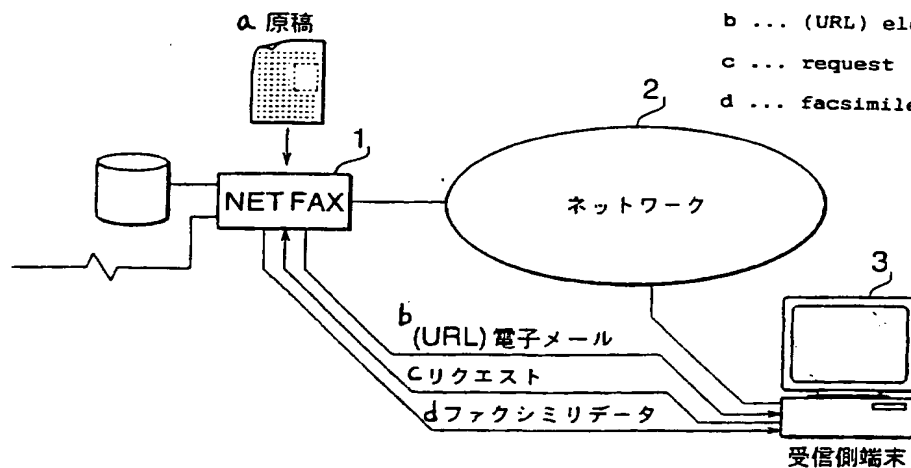 a 原稿
b ... (URL)
c ... request
d ... facsimile
1
2
NET FAX
ネットワーク
3
b
(URL) 電子メール
c リクエスト
d ファクシミリデータ
受信側端末